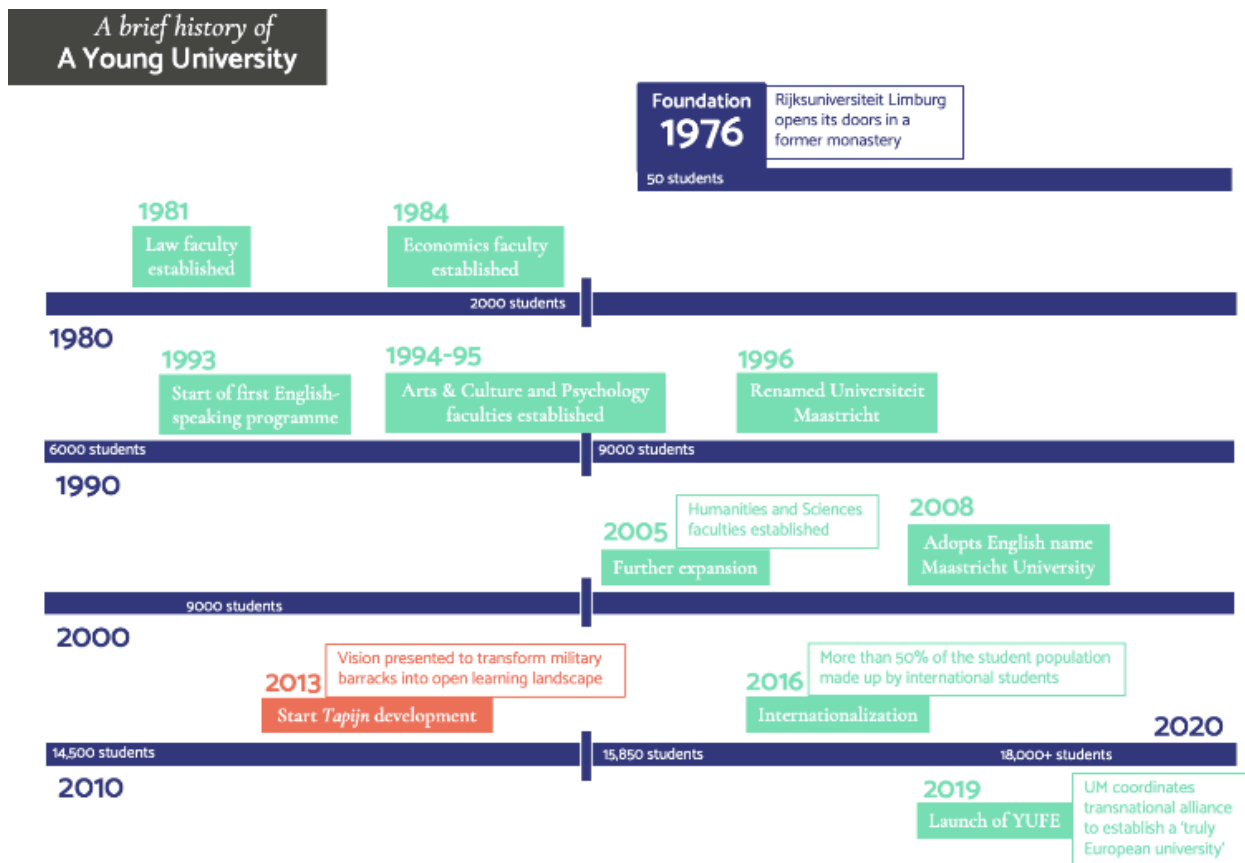 A brief history of
A Young University
Foundation
1976
Rijksuniversiteit Limburg
opens its doors in a
former monastery
50 students
1981
Law faculty
established
1984
Economics faculty
established
2000 students
1980
1993
Start of first English-
speaking programme
1994-95
Arts & Culture and Psychology
faculties established
1996
Renamed Universiteit
Maastricht
6000 students
9000 students
1990
2005
Humanities and Sciences
faculties established
Further expansion
2008
Adopts English name
Maastricht University
9000 students
2000
2013
Vision presented to transform military
barracks into open learning landscape
Start Tapijn development
2016
More than 50% of the student population
made up by international students
Internationalization
2020
14,500 students
15,850 students
18,000+ students
2010
2019
Launch of YUFE
UM coordinates
transnational alliance
to establish a ‘truly
European university’